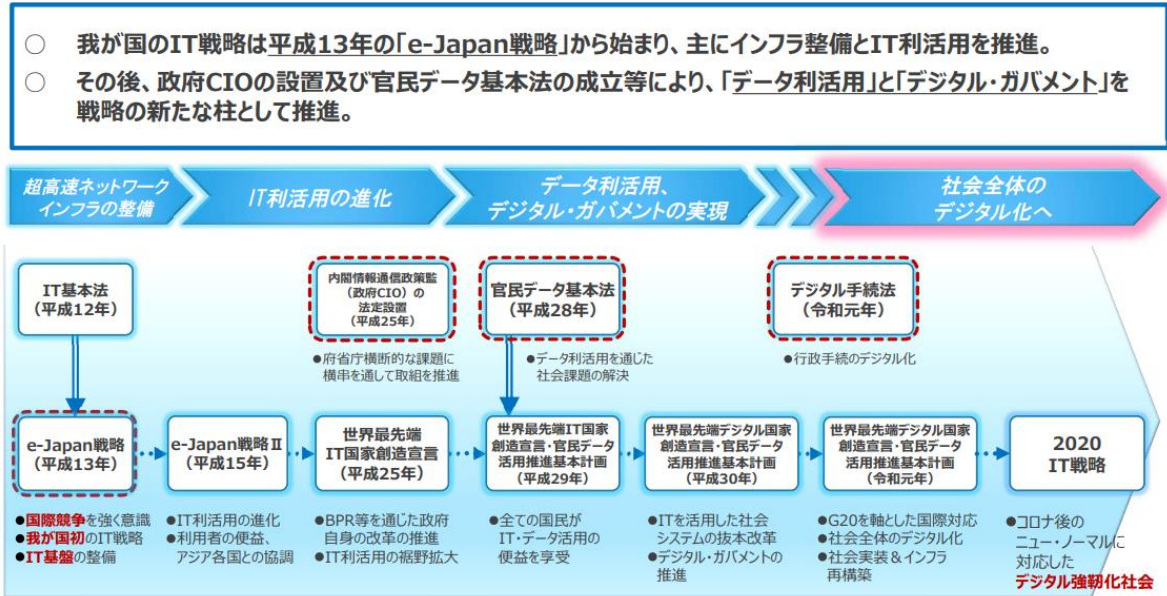 ○ 我が国のIT戦略は平成13年の「e-Japan戦略」から始まり、主にインフラ整備とIT利活用を推進。
○ その後、政府CIOの設置及び官民データ基本法の成立等により、「データ利活用」と「デジタル・ガバメント」を
戦略の新たな柱として推進。
超高速ネットワーク
インフラの整備
IT利活用の進化
データ利活用、
デジタル・ガバメントの実現
社会全体の
デジタル化へ
IT基本法
(平成12年)
内閣情報通信政策監
(政府CIO)の
法定設置
(平成25年)
●府省庁横断的な課題に
横串を通して取組を推進
官民データ基本法
(平成28年)
●データ利活用を通じた
社会課題の解決
デジタル手続法
(令和元年)
●行政手続のデジタル化
e-Japan戦略
(平成13年)
●国際競争を強く意識
●我が国初のIT戦略
●IT基盤の整備
e-Japan戦略Ⅱ
(平成15年)
●IT利活用の進化
●利用者の便益、
アジア各国との協調
世界最先端
IT国家創造宣言
(平成25年)
●BPR等を通じた政府
自身の改革の推進
●IT利活用の裾野拡大
世界最先端IT国家
創造宣言・官民データ
活用推進基本計画
(平成29年)
●全ての国民が
IT・データ活用の
便益を享受
世界最先端デジタル国家
創造宣言・官民データ
活用推進基本計画
(平成30年)
●ITを活用した社会
システムの抜本改革
●デジタル・ガバメントの
推進
世界最先端デジタル国家
創造宣言・官民データ
活用推進基本計画
(令和元年)
●G20を軸とした国際対応
●社会全体のデジタル化
●社会実装&インフラ
再構築
2020
IT戦略
●コロナ後の
ニュー・ノーマルに
対応した
デジタル強靭化社会